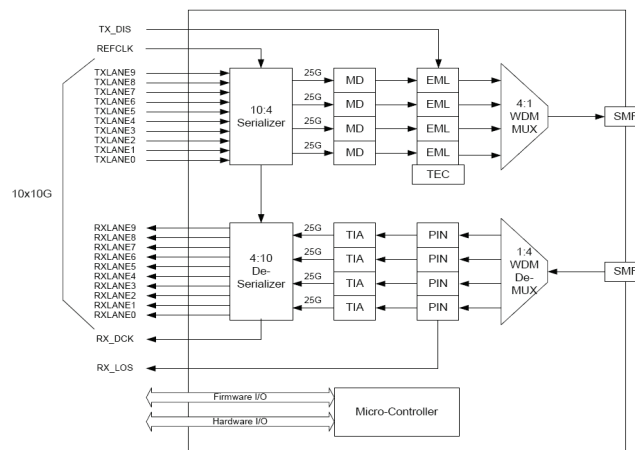 TX_DIS
REFCLK
TXLANE9
TXLANE8
TXLANE7
TXLANE6
TXLANE5
TXLANE4
TXLANE3
TXLANE2
TXLANE1
TXLANE0
10:4
Serializer
25G
25G
25G
25G
MD
MD
MD
MD
EML
EML
EML
EML
TEC
4:1
WDM
MUX
SMF
10x10G
RXLANE9
RXLANE8
RXLANE7
RXLANE6
RXLANE5
RXLANE4
RXLANE3
RXLANE2
RXLANE1
RXLANE0
4:10
De-
Serializer
25G
25G
25G
25G
TIA
TIA
TIA
TIA
PIN
PIN
PIN
PIN
1:4
WDM
De-
MUX
SMF
RX_DCK
RX_LOS
Firmware I/O
Hardware I/O
Micro-Controller